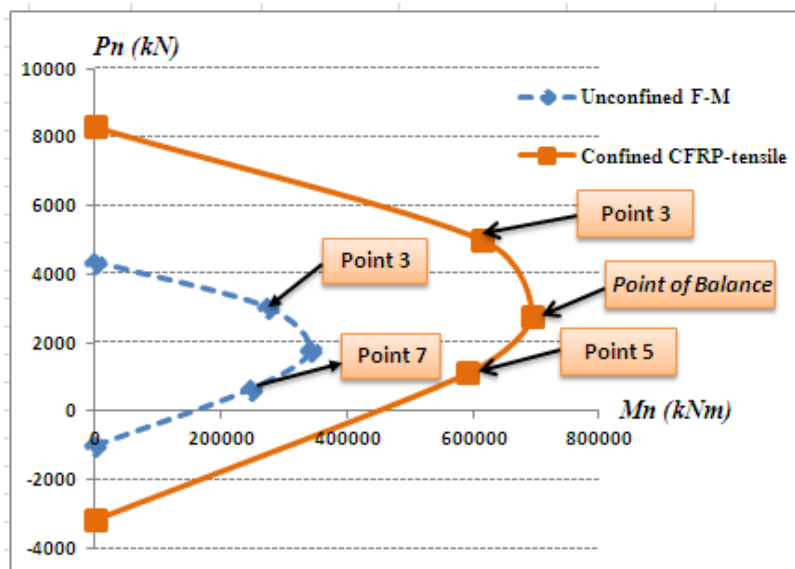 Pn (kN)
10000
8000
6000
4000
2000
0
-2000
-4000
Unconfined F-M
Confined CFRP-tensile
Point 3
Point 3
Point of Balance
Point 7
Point 5
Mn (kNm)
0
200000
400000
600000
800000